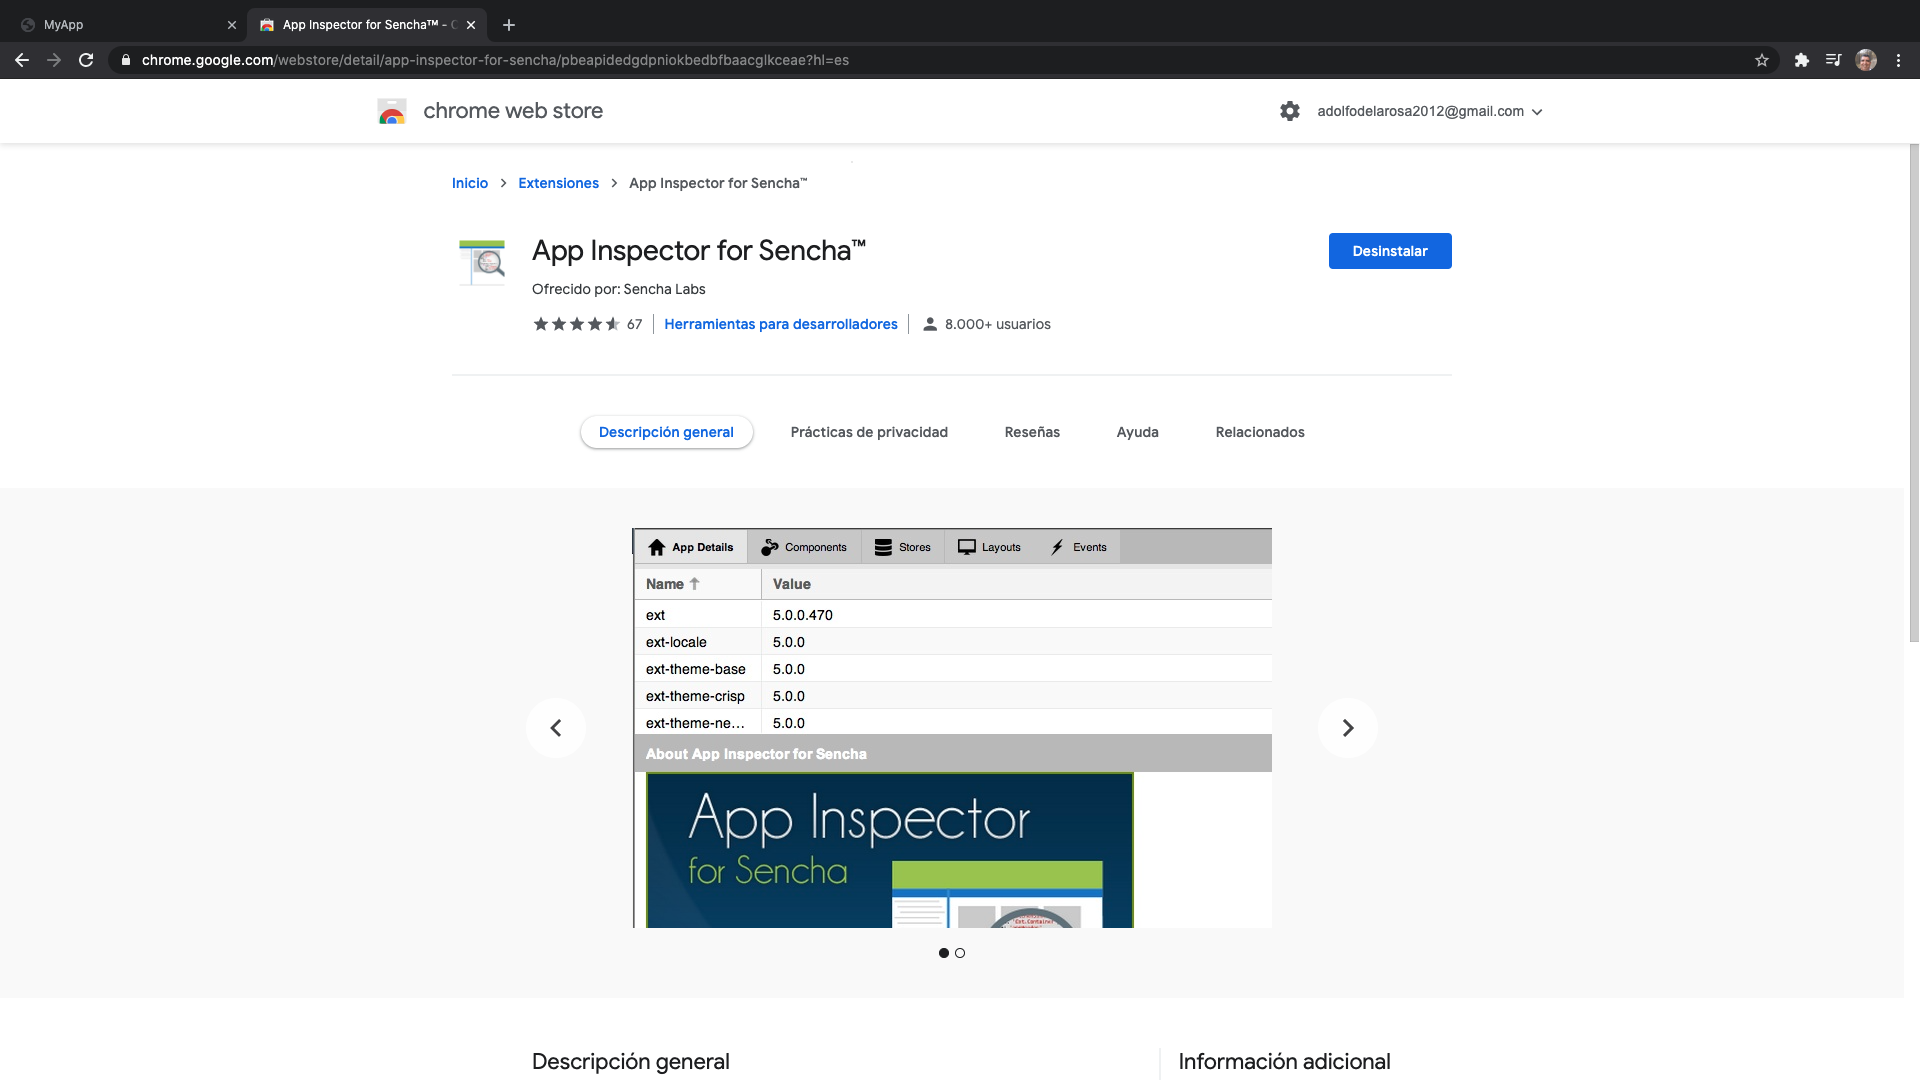 MyApp
App Inspector for Sencha™ - C
chrome.google.com/webstore/detail/app-inspector-for-sencha/pbeapidedgdpniokbedbfbaacglkceae?hl=es
chrome web store
adolfodelarosa2012@gmail.com
Inicio > Extensiones > App Inspector for Sencha™
App Inspector for Sencha™
Desinstalar
Ofrecido por: Sencha Labs
67 Herramientas para desarrolladores 8.000+ usuarios
Descripción general Prácticas de privacidad Reseñas Ayuda Relacionados
App Details Components Stores Layouts Events
Name Value
ext 5.0.0.470
ext-locale 5.0.0
ext-theme-base 5.0.0
ext-theme-crisp 5.0.0
ext-theme-ne... 5.0.0
About App Inspector for Sencha
App Inspector
for Sencha
Descripción general
Información adicional